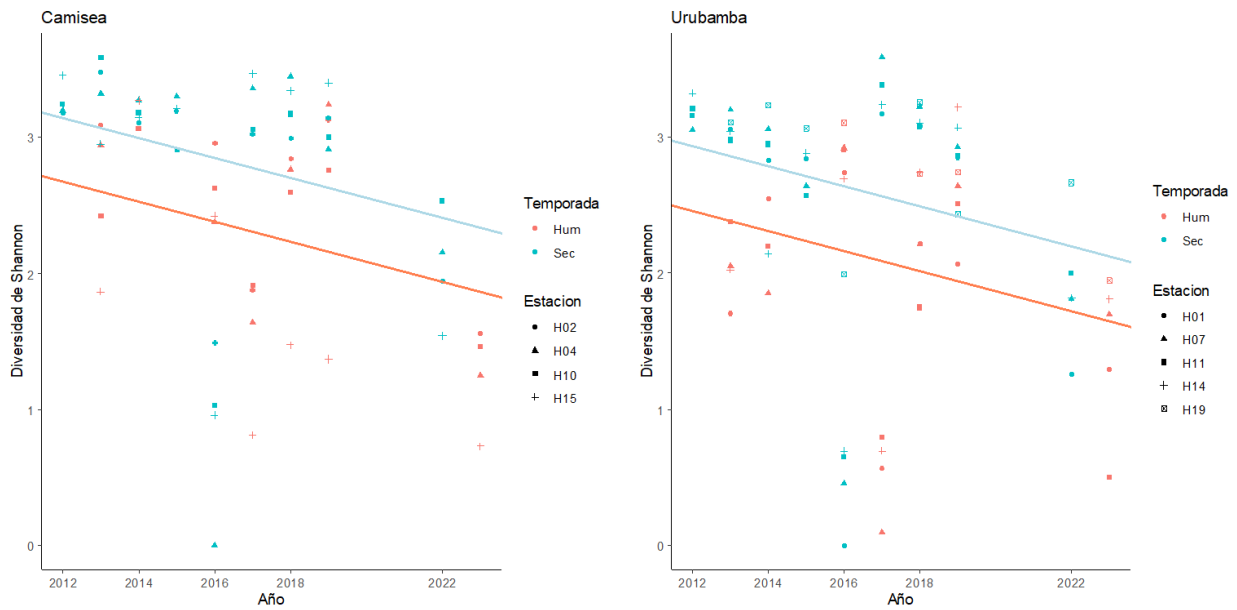 Camisea
Diversidad de Shannon
3
2
1
0
2012 2014 2016 2018 2022
Año
Temporada
Hum
Sec
Estacion
H02
H04
H10
H15
Urubamba
Diversidad de Shannon
3
2
1
0
2012 2014 2016 2018 2022
Año
Temporada
Hum
Sec
Estacion
H01
H07
H11
H14
H19